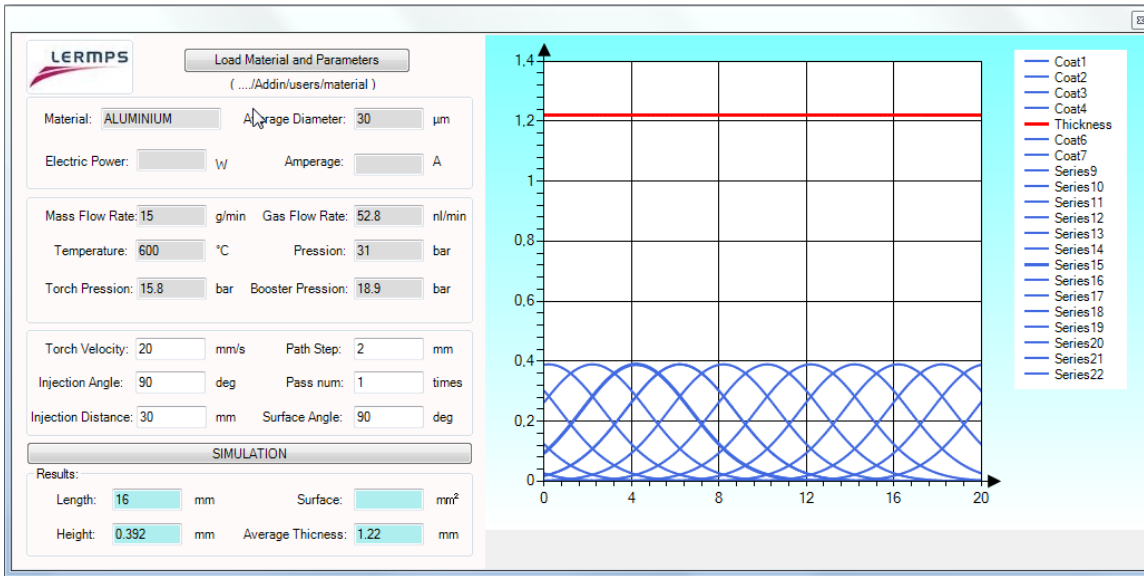 LERMPS
Load Material and Parameters
( ..../Addin/users/material )
Material: ALUMINIUM Average Diameter: 30 μm
Electric Power: W Amperage: A
Mass Flow Rate: 15 g/min Gas Flow Rate: 52.8 nl/min
Temperature: 600 °C Pression: 31 bar
Torch Pression: 15.8 bar Booster Pression: 18.9 bar
Torch Velocity: 20 mm/s Path Step: 2 mm
Injection Angle: 90 deg Pass num: 1 times
Injection Distance: 30 mm Surface Angle: 90 deg
SIMULATION
Results:
Length: 16 mm Surface: mm²
Height: 0.392 mm Average Thicness: 1.22 mm
1,4
1,2
1
0,8
0,6
0,4
0,2
0
0 4 8 12 16 20
Coat1
Coat2
Coat3
Coat4
Thickness
Coat6
Coat7
Series9
Series10
Series11
Series12
Series13
Series14
Series15
Series16
Series17
Series18
Series19
Series20
Series21
Series22